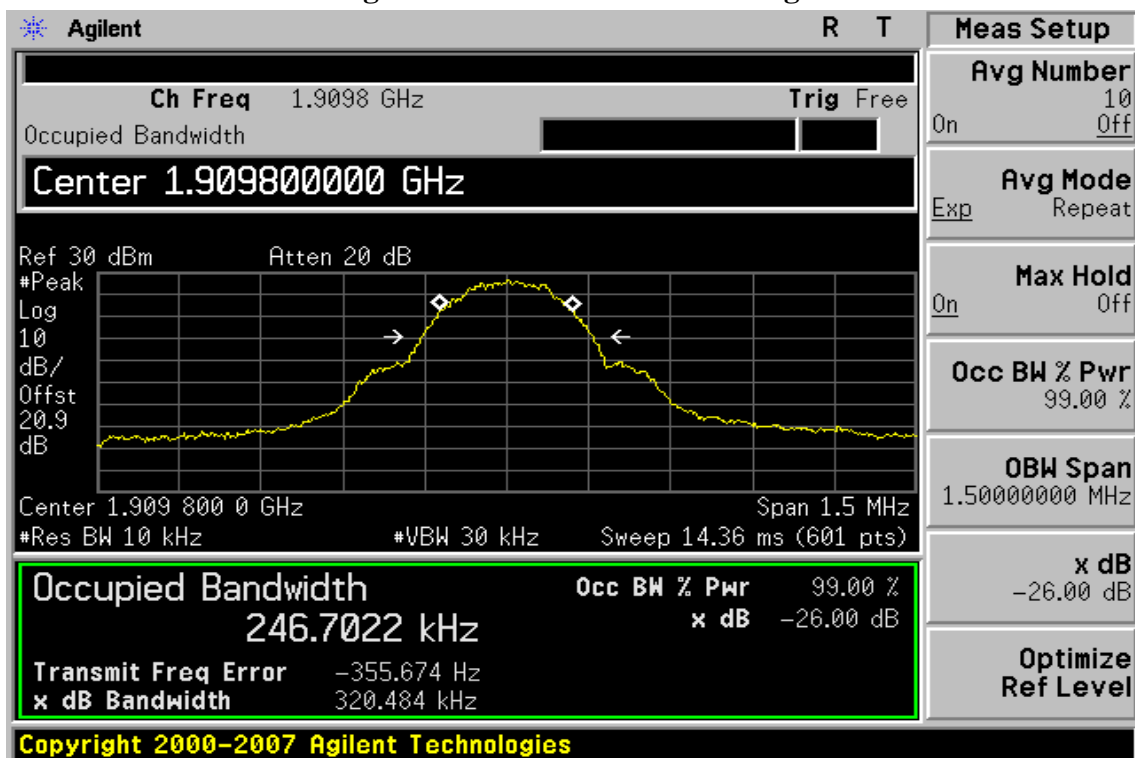 Agilent R T
Ch Freq 1.9098 GHz Trig Free
Occupied Bandwidth
Center 1.909800000 GHz
Ref 30 dBm Atten 20 dB
#Peak
Log
10
dB/
Offst
20.9
dB
Center 1.909 800 0 GHz Span 1.5 MHz
#Res BW 10 kHz #VBW 30 kHz Sweep 14.36 ms (601 pts)
Occupied Bandwidth Occ BW % Pwr 99.00 %
246.7022 kHz x dB -26.00 dB
Transmit Freq Error -355.674 Hz
x dB Bandwidth 320.484 kHz
Copyright 2000-2007 Agilent Technologies
Meas Setup
Avg Number
10
On Off
Avg Mode
Exp Repeat
Max Hold
On Off
Occ BW % Pwr
99.00 %
OBW Span
1.50000000 MHz
x dB
-26.00 dB
Optimize
Ref Level